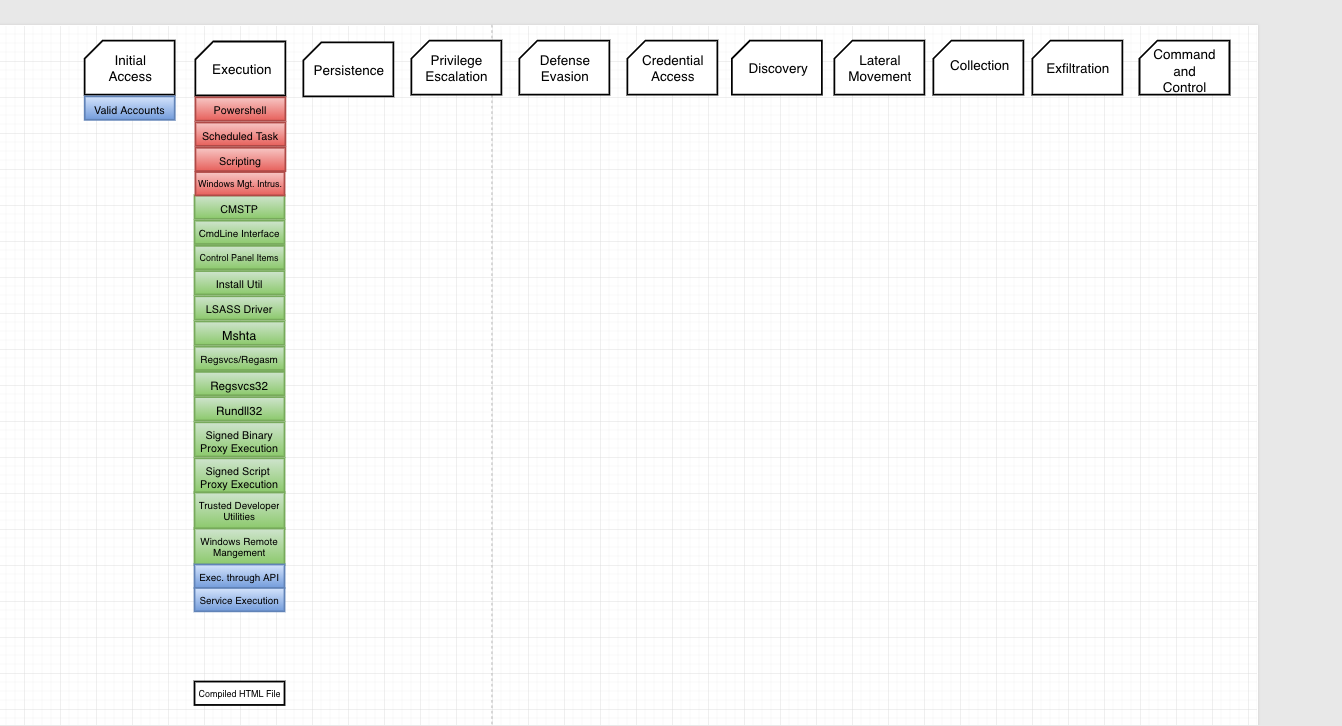 Initial
Access
Execution
Persistence
Privilege
Escalation
Defense
Evasion
Credential
Access
Discovery
Lateral
Movement
Collection
Exfiltration
Command
and
Control
Valid Accounts
Powershell
Scheduled Task
Scripting
Windows Mgt. Intrus.
CMSTP
CmdLine Interface
Control Panel Items
Install Util
LSASS Driver
Mshta
Regsvcs/Regasm
Regsvcs32
Rundll32
Signed Binary
Proxy Execution
Signed Script
Proxy Execution
Trusted Developer
Utilities
Windows Remote
Mangement
Exec. through API
Service Execution
Compiled HTML File